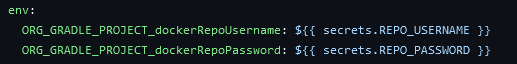 env:
  ORG_GRADLE_PROJECT_dockerRepoUsername: ${{ secrets.REPO_USERNAME }}
  ORG_GRADLE_PROJECT_dockerRepoPassword: ${{ secrets.REPO_PASSWORD }}